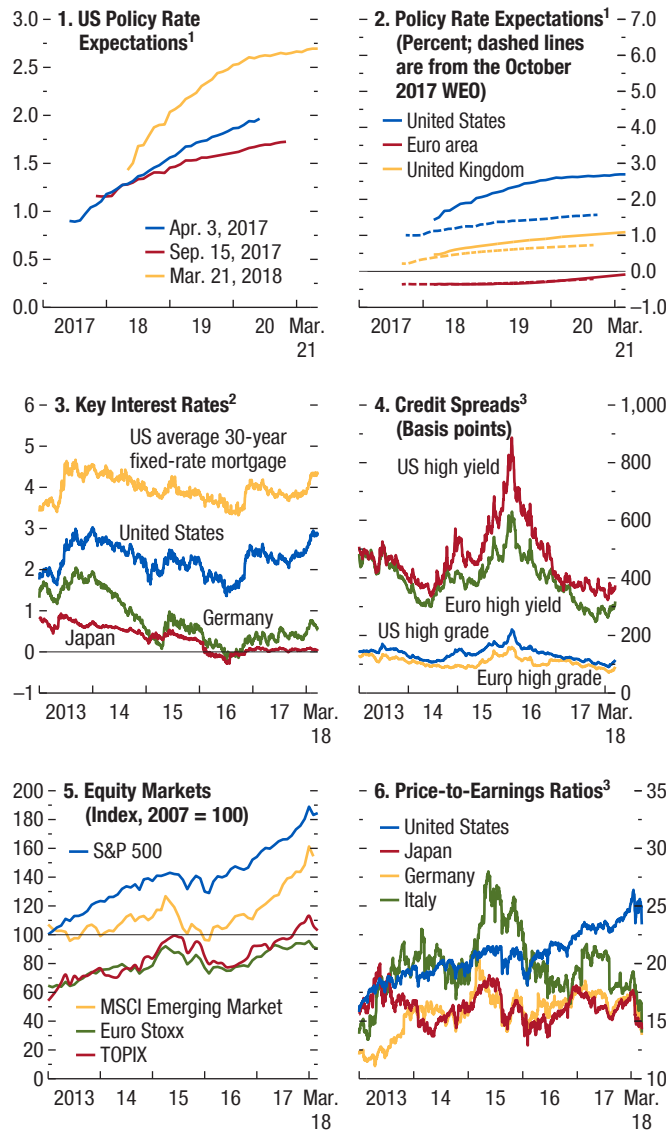 1. US Policy Rate
Expectations¹
3.0
2.5
2.0
1.5
1.0
0.5
0.0
Apr. 3, 2017
Sep. 15, 2017
Mar. 21, 2018
2017
18
19
20
Mar.
21
2. Policy Rate Expectations¹
(Percent; dashed lines
are from the October
2017 WEO)
United States
Euro area
United Kingdom
7.0
6.0
5.0
4.0
3.0
2.0
1.0
0.0
–1.0
2017
18
19
20
Mar.
21
3. Key Interest Rates²
6
5
4
3
2
1
0
–1
US average 30-year
fixed-rate mortgage
United States
Germany
Japan
2013
14
15
16
17
Mar.
18
4. Credit Spreads³
(Basis points)
US high yield
Euro high yield
US high grade
Euro high grade
1,000
800
600
400
200
0
2013
14
15
16
17
Mar.
18
5. Equity Markets
(Index, 2007 = 100)
S&P 500
200
180
160
140
120
100
80
60
40
20
0
MSCI Emerging Market
Euro Stoxx
TOPIX
2013
14
15
16
17
Mar.
18
6. Price-to-Earnings Ratios³
United States
Japan
Germany
Italy
35
30
25
20
15
10
2013
14
15
16
17
Mar.
18